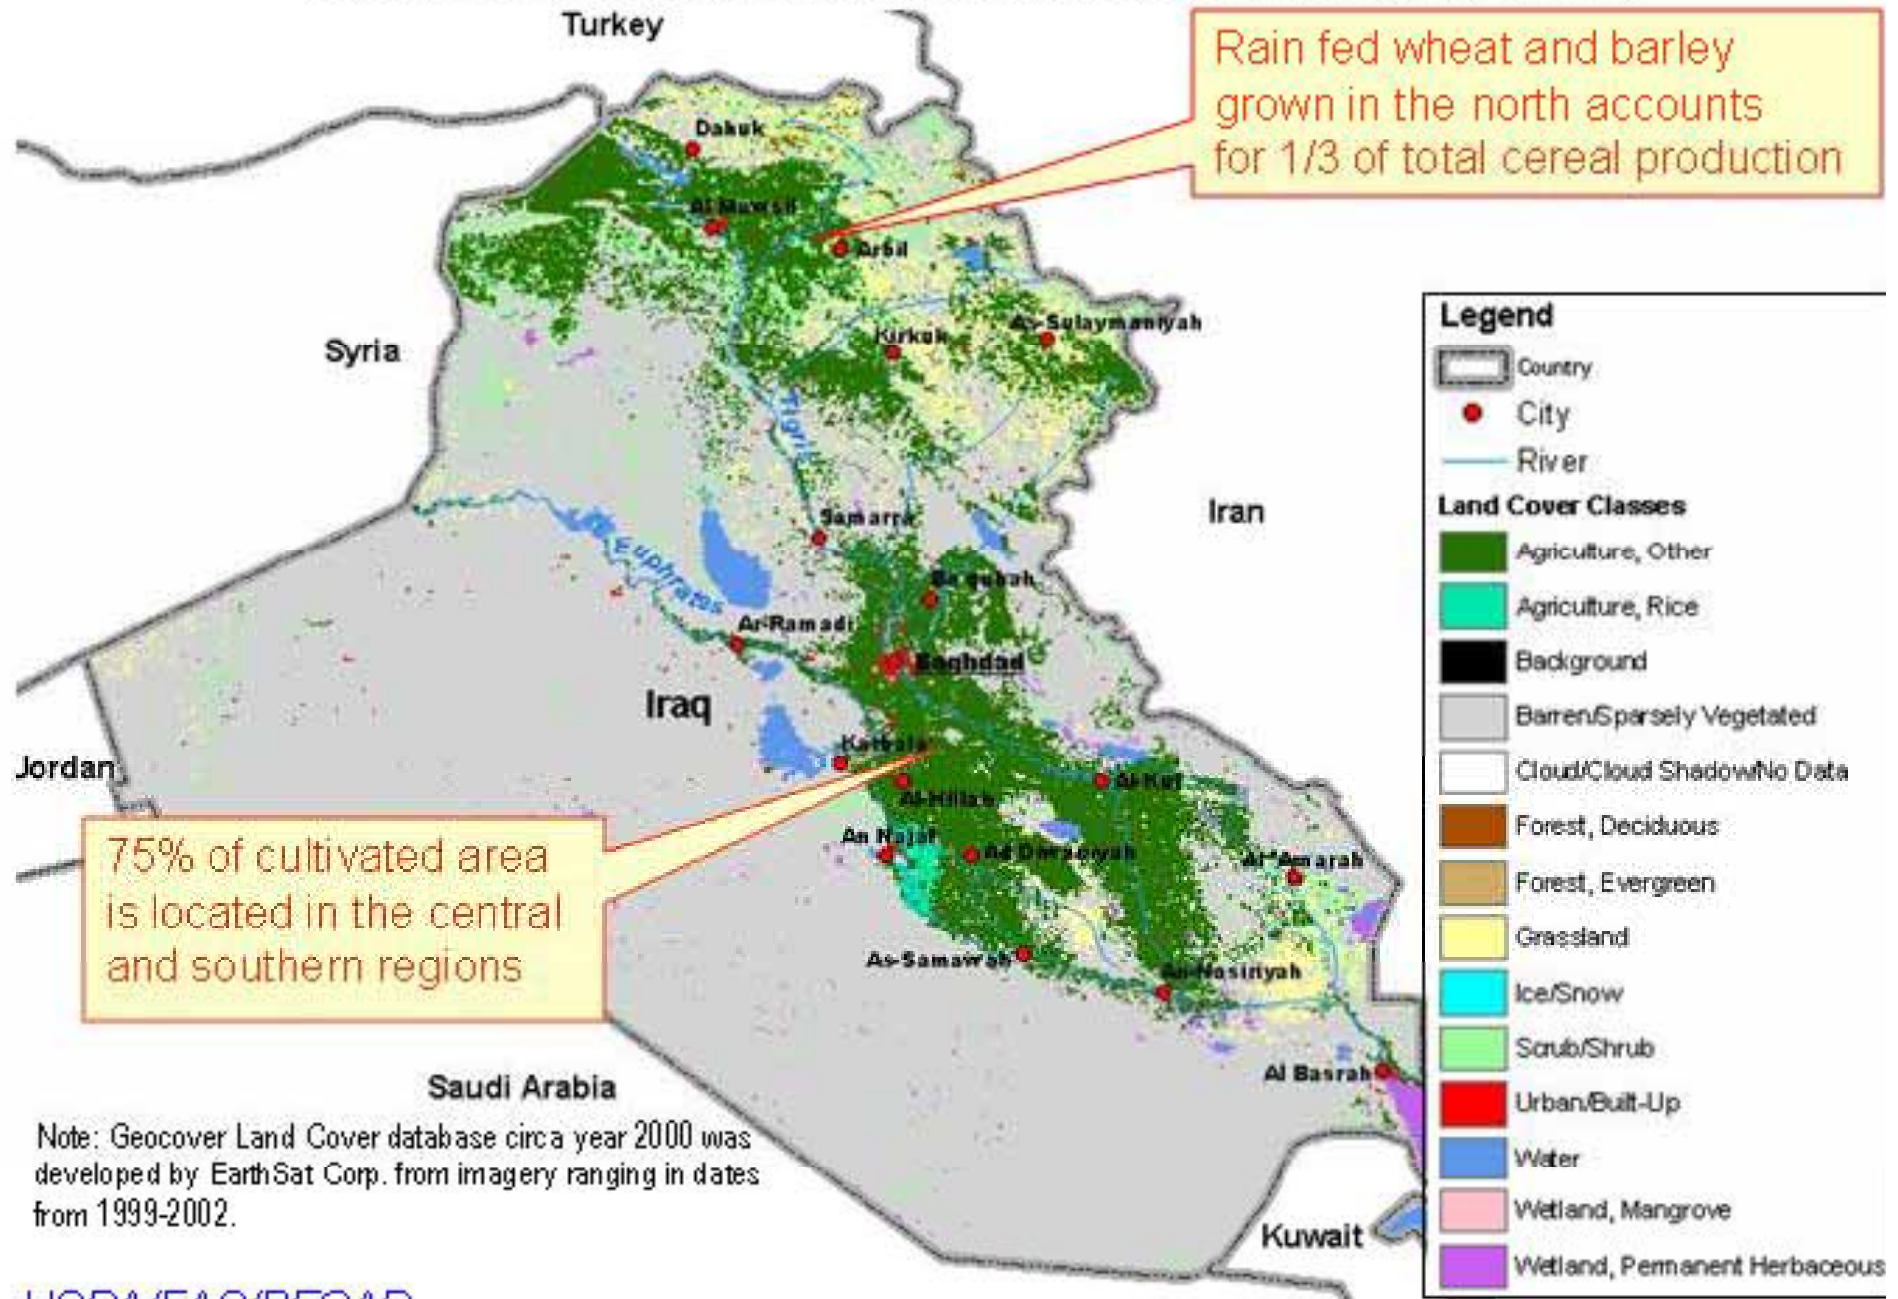 Turkey
Rain fed wheat and barley
grown in the north accounts
for 1/3 of total cereal production
Dahuk
Al Mawsil
Arbil
Syria
Kirkuk
As-Sulaymaniyah
Tigris
Iran
Samarra
Euphrates
Ba'qubah
Ar-Ramadi
Baghdad
Iraq
Jordan
Karbala
Al-Hillah
Al-Kut
An Najaf
Ad Diwaniyah
Al 'Amarah
75% of cultivated area
is located in the central
and southern regions
As-Samawah
An-Nasiriyah
Al Basrah
Saudi Arabia
Kuwait
Note: Geocover Land Cover database circa year 2000 was
developed by EarthSat Corp. from imagery ranging in dates
from 1999-2002.
Legend
Country
City
River
Land Cover Classes
Agriculture, Other
Agriculture, Rice
Background
Barren/Sparsely Vegetated
Cloud/Cloud Shadow/No Data
Forest, Deciduous
Forest, Evergreen
Grassland
Ice/Snow
Scrub/Shrub
Urban/Built-Up
Water
Wetland, Mangrove
Wetland, Permanent Herbaceous